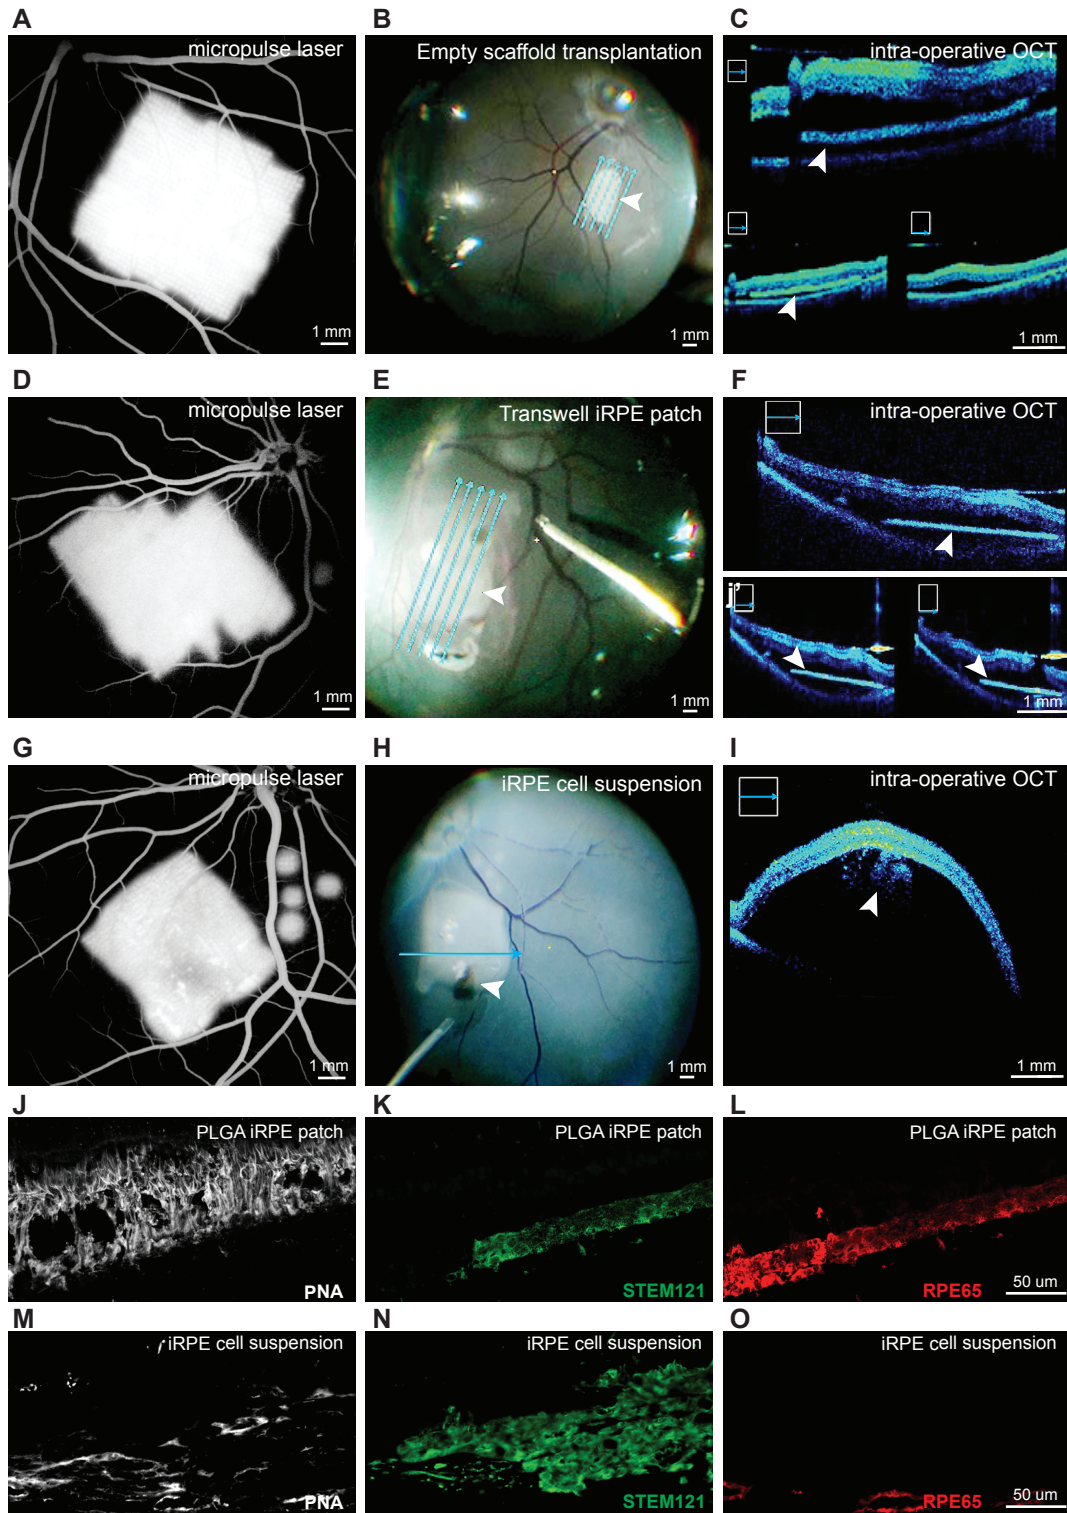 A
micropulse laser
1 mm
B
Empty scaffold transplantation
1 mm
C
intra-operative OCT
1 mm
D
micropulse laser
1 mm
E
Transwell iRPE patch
1 mm
F
intra-operative OCT
j'
1 mm
G
micropulse laser
1 mm
H
iRPE cell suspension
1 mm
I
intra-operative OCT
1 mm
J
PLGA iRPE patch
PNA
K
PLGA iRPE patch
STEM121
L
PLGA iRPE patch
RPE65
50 um
M
iRPE cell suspension
PNA
N
iRPE cell suspension
STEM121
O
iRPE cell suspension
RPE65
50 um